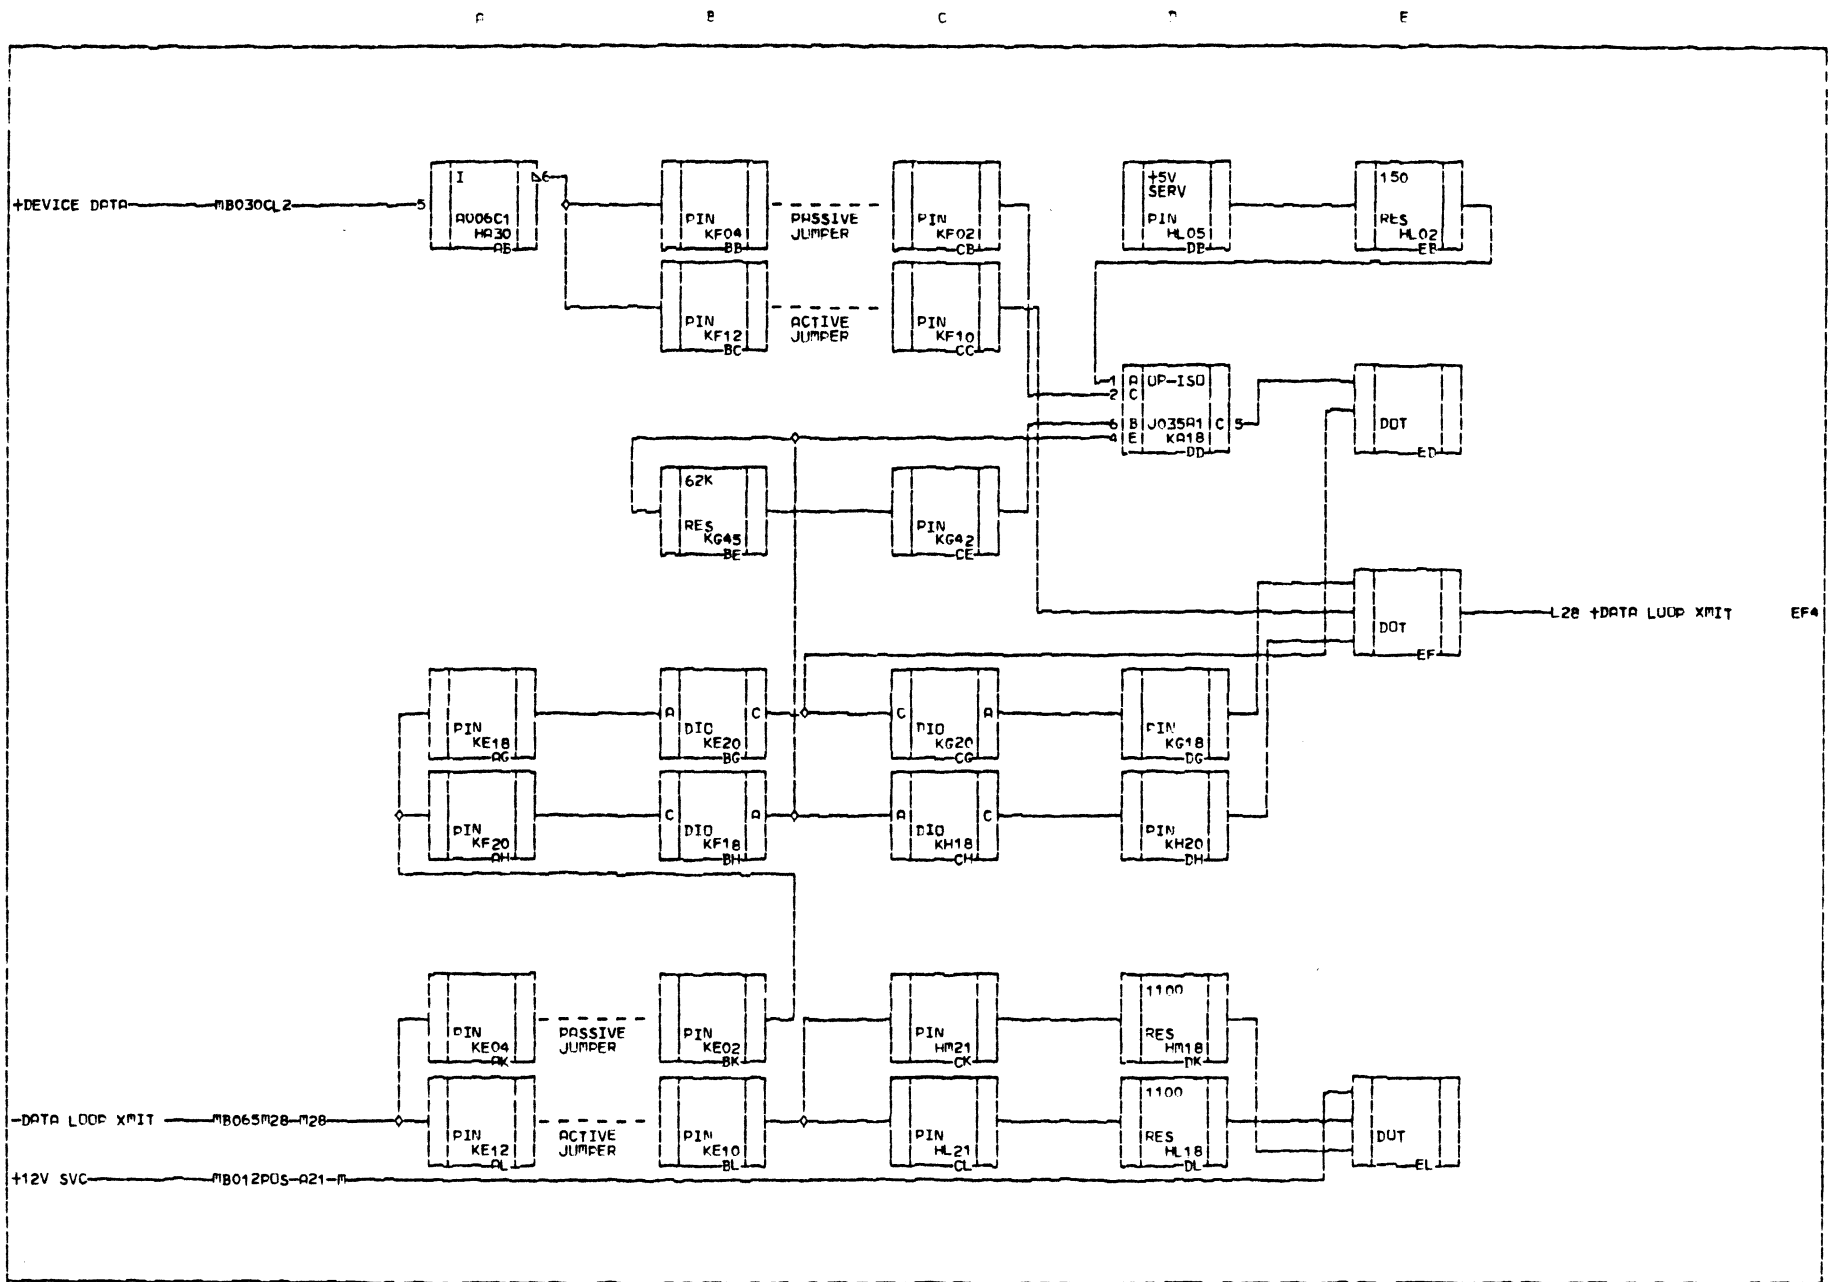 A B C D E
+DEVICE DATA MB030CL2 5
I 6
A006C1
HA30
AB
PIN
KF04
BB
PASSIVE
JUMPER
PIN
KF02
CB
+5V
SERV
PIN
HL05
DB
150
RES
HL02
EB
PIN
KF12
BC
ACTIVE
JUMPER
PIN
KF10
CC
1 A OP-ISO
2 C
6 B J035A1 C 5
4 E KA18
DD
DOT
ED
62K
RES
KG45
BE
PIN
KG42
CE
DOT
EF
L28 +DATA LOOP XMIT EF4
PIN
KE18
AG
A C
DIO
KE20
BG
C A
DIO
KG20
CG
PIN
KG18
DG
PIN
KF20
AH
C A
DIO
KF18
BH
A C
DIO
KH18
CH
PIN
KH20
DH
PIN
KE04
AK
PASSIVE
JUMPER
PIN
KE02
BK
PIN
HM21
CK
1100
RES
HM18
DK
-DATA LOOP XMIT MB065M28-M28
PIN
KE12
AL
ACTIVE
JUMPER
PIN
KE10
BL
PIN
HL21
CL
1100
RES
HL18
DL
DOT
EL
+12V SVC MB012POS-A21-M